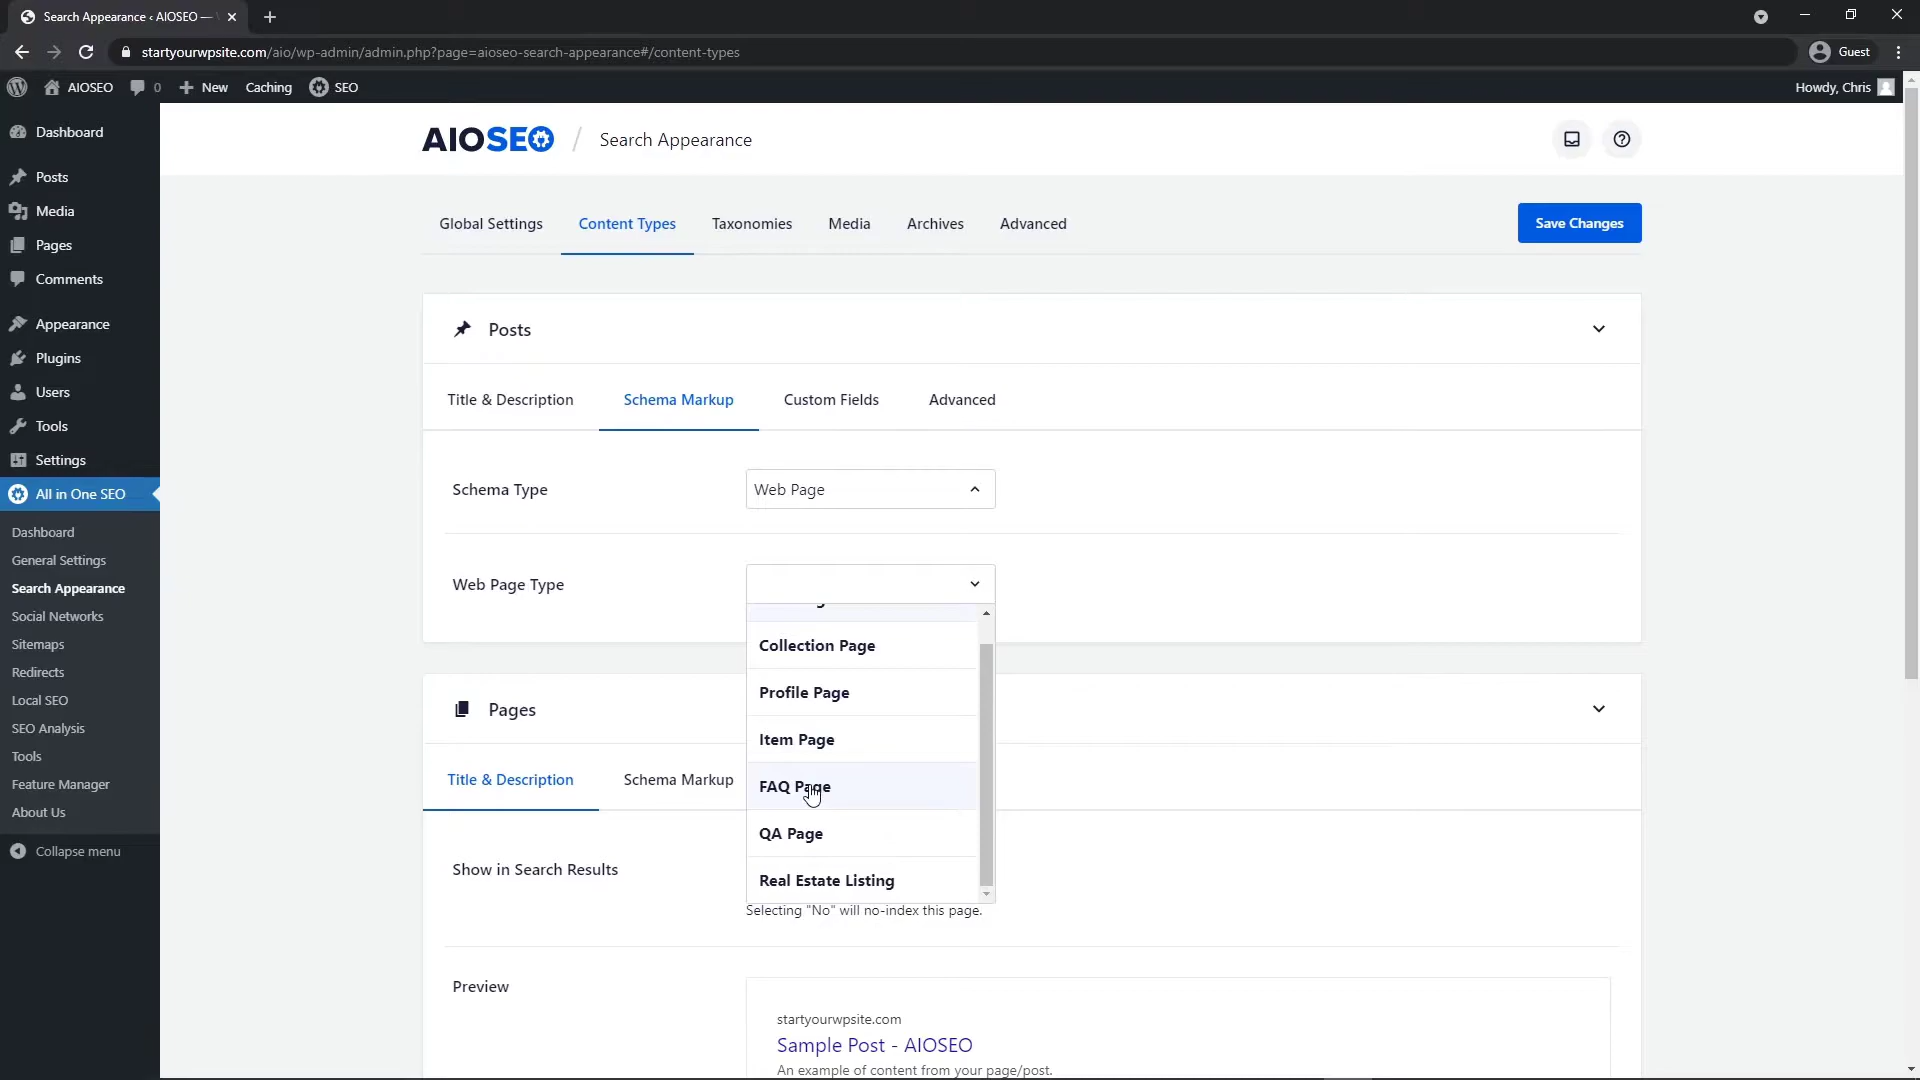 Search Appearance ‹ AIOSEO —
startyourwpsite.com/aio/wp-admin/admin.php?page=aioseo-search-appearance#/content-types
Guest
AIOSEO
0
New
Caching
SEO
Howdy, Chris
Dashboard
Posts
Media
Pages
Comments
Appearance
Plugins
Users
Tools
Settings
All in One SEO
Dashboard
General Settings
Search Appearance
Social Networks
Sitemaps
Redirects
Local SEO
SEO Analysis
Tools
Feature Manager
About Us
Collapse menu
AIOSEO / Search Appearance
Global Settings
Content Types
Taxonomies
Media
Archives
Advanced
Save Changes
Posts
Title & Description
Schema Markup
Custom Fields
Advanced
Schema Type
Web Page
Web Page Type
Collection Page
Profile Page
Item Page
FAQ Page
QA Page
Real Estate Listing
Pages
Title & Description
Schema Markup
Show in Search Results
Selecting "No" will no-index this page.
Preview
startyourwpsite.com
Sample Post - AIOSEO
An example of content from your page/post.